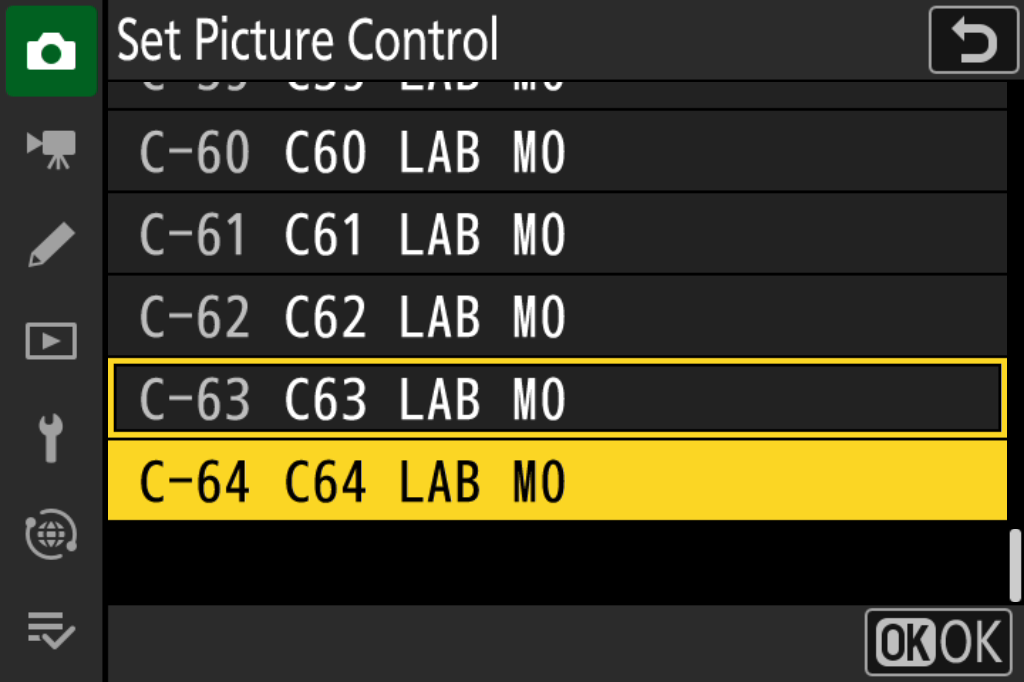 Set Picture Control
C-60 C60 LAB MO
C-61 C61 LAB MO
C-62 C62 LAB MO
C-63 C63 LAB MO
C-64 C64 LAB MO
OK OK